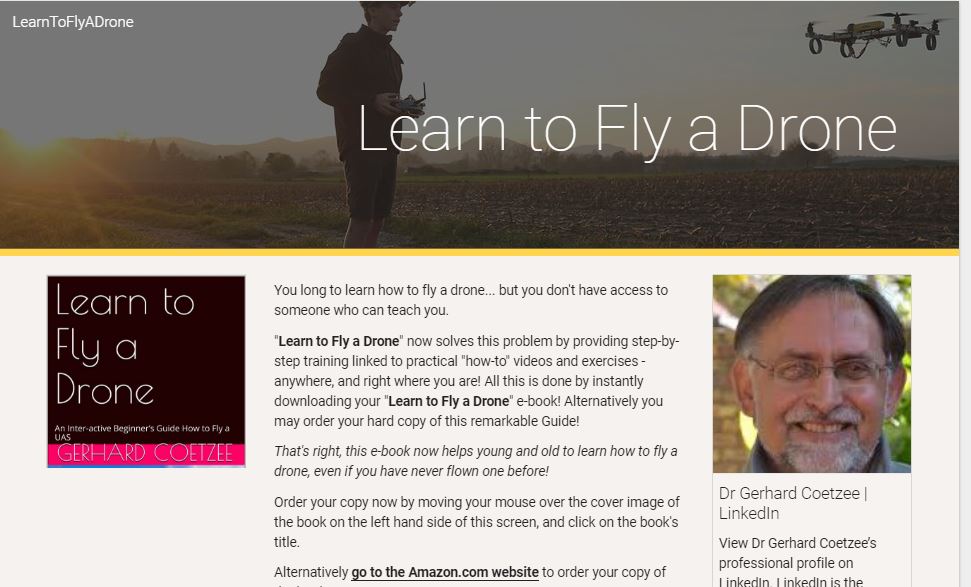 LearnToFlyADrone
Learn to Fly a Drone
Learn to
Fly a
Drone
An Inter-active Beginner's Guide How to Fly a
UAS
GERHARD COETZEE
You long to learn how to fly a drone... but you don't have access to
someone who can teach you.
"Learn to Fly a Drone" now solves this problem by providing step-by-
step training linked to practical "how-to" videos and exercises -
anywhere, and right where you are! All this is done by instantly
downloading your "Learn to Fly a Drone" e-book! Alternatively you
may order your hard copy of this remarkable Guide!
That's right, this e-book now helps young and old to learn how to fly a
drone, even if you have never flown one before!
Order your copy now by moving your mouse over the cover image of
the book on the left hand side of this screen, and click on the book's
title.
Alternatively go to the Amazon.com website to order your copy of
Dr Gerhard Coetzee |
LinkedIn
View Dr Gerhard Coetzee's
professional profile on
LinkedIn. LinkedIn is the